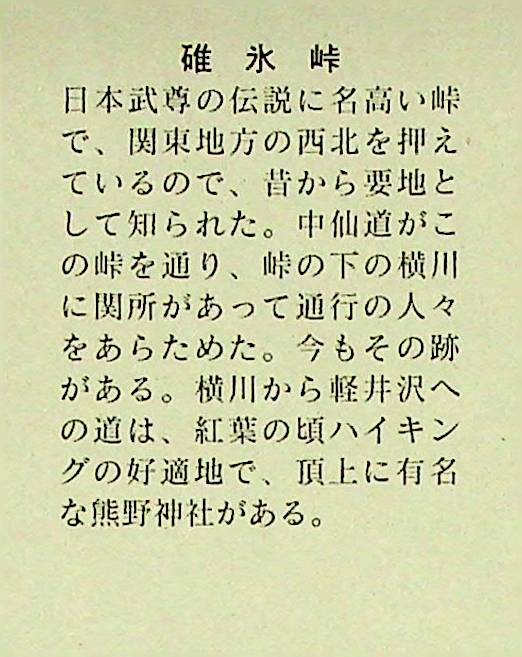 碓氷峠
日本武尊の伝説に名高い峠
で、関東地方の西北を抑え
ているので、昔から要地と
して知られた。中仙道がこ
の峠を通り、峠の下の横川
に関所があって通行の人々
をあらためた。今もその跡
がある。横川から軽井沢へ
の道は、紅葉の頃ハイキン
グの好適地で、頂上に有名
な熊野神社がある。